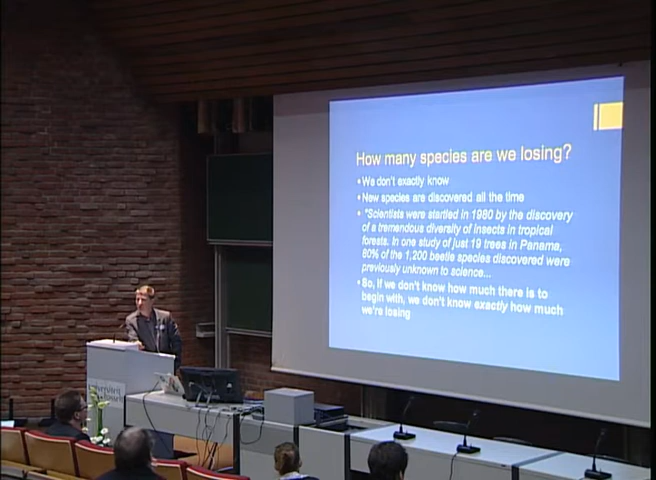 How many species are we losing?
•We don't exactly know
•New species are discovered all the time
• "Scientists were startled in 1980 by the discovery
of a tremendous diversity of insects in tropical
forests. In one study of just 19 trees in Panama,
80% of the 1,200 beetle species discovered were
previously unknown to science...
•So, if we don't know how much there is to
begin with, we don't know exactly how much
we're losing